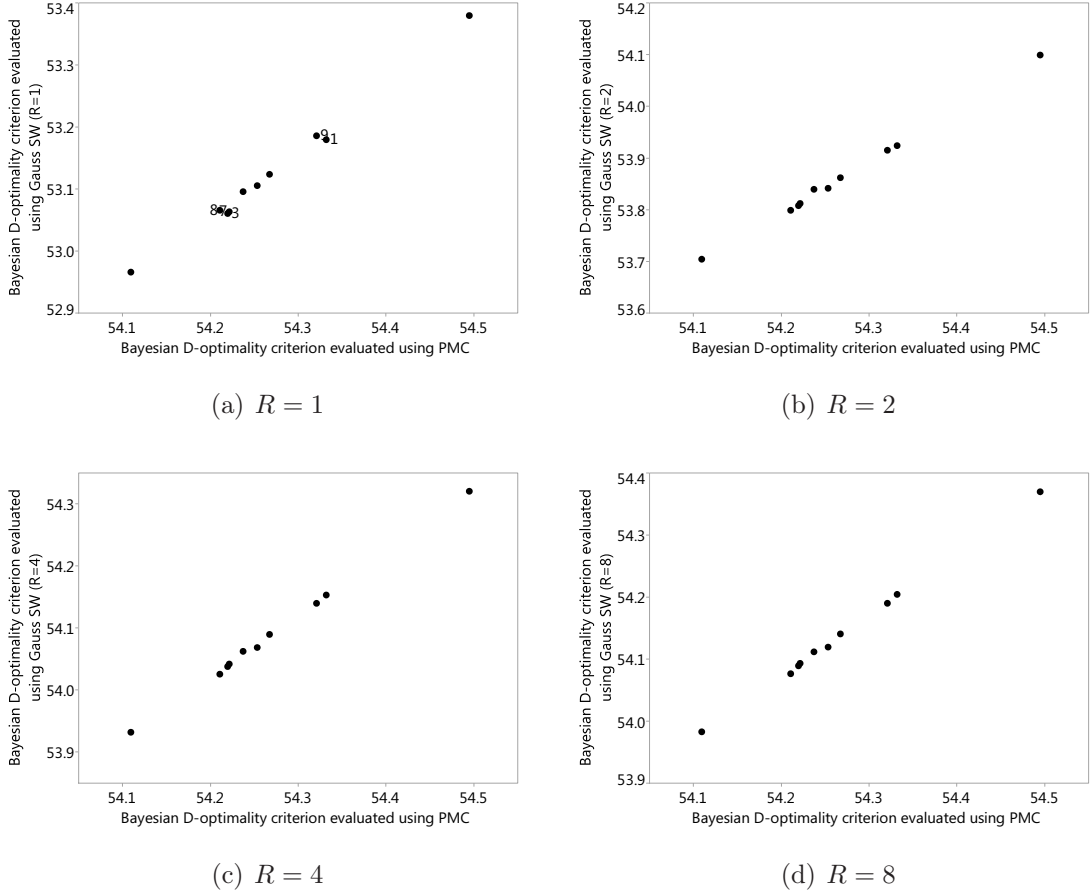 Bayesian D-optimality criterion evaluated
using Gauss SW (R=1)
53.4
53.3
53.2
53.1
53.0
52.9
9
1
8
7
3
54.1 54.2 54.3 54.4 54.5
Bayesian D-optimality criterion evaluated using PMC
(a) R = 1
Bayesian D-optimality criterion evaluated
using Gauss SW (R=2)
54.2
54.1
54.0
53.9
53.8
53.7
53.6
54.1 54.2 54.3 54.4 54.5
Bayesian D-optimality criterion evaluated using PMC
(b) R = 2
Bayesian D-optimality criterion evaluated
using Gauss SW (R=4)
54.3
54.2
54.1
54.0
53.9
54.1 54.2 54.3 54.4 54.5
Bayesian D-optimality criterion evaluated using PMC
(c) R = 4
Bayesian D-optimality criterion evaluated
using Gauss SW (R=8)
54.4
54.3
54.2
54.1
54.0
53.9
54.1 54.2 54.3 54.4 54.5
Bayesian D-optimality criterion evaluated using PMC
(d) R = 8